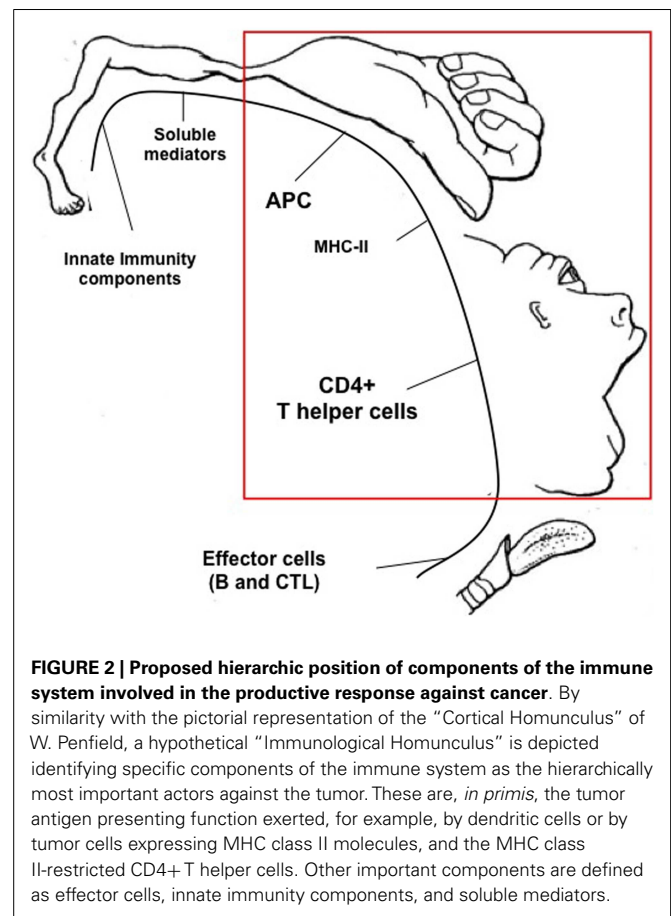 Soluble
mediators
APC
Innate Immunity
components
MHC-II
CD4+
T helper cells
Effector cells
(B and CTL)
FIGURE 2 | Proposed hierarchic position of components of the immune
system involved in the productive response against cancer. By
similarity with the pictorial representation of the “Cortical Homunculus” of
W. Penfield, a hypothetical “Immunological Homunculus” is depicted
identifying specific components of the immune system as the hierarchically
most important actors against the tumor. These are, in primis, the tumor
antigen presenting function exerted, for example, by dendritic cells or by
tumor cells expressing MHC class II molecules, and the MHC class
II-restricted CD4+ T helper cells. Other important components are defined
as effector cells, innate immunity components, and soluble mediators.